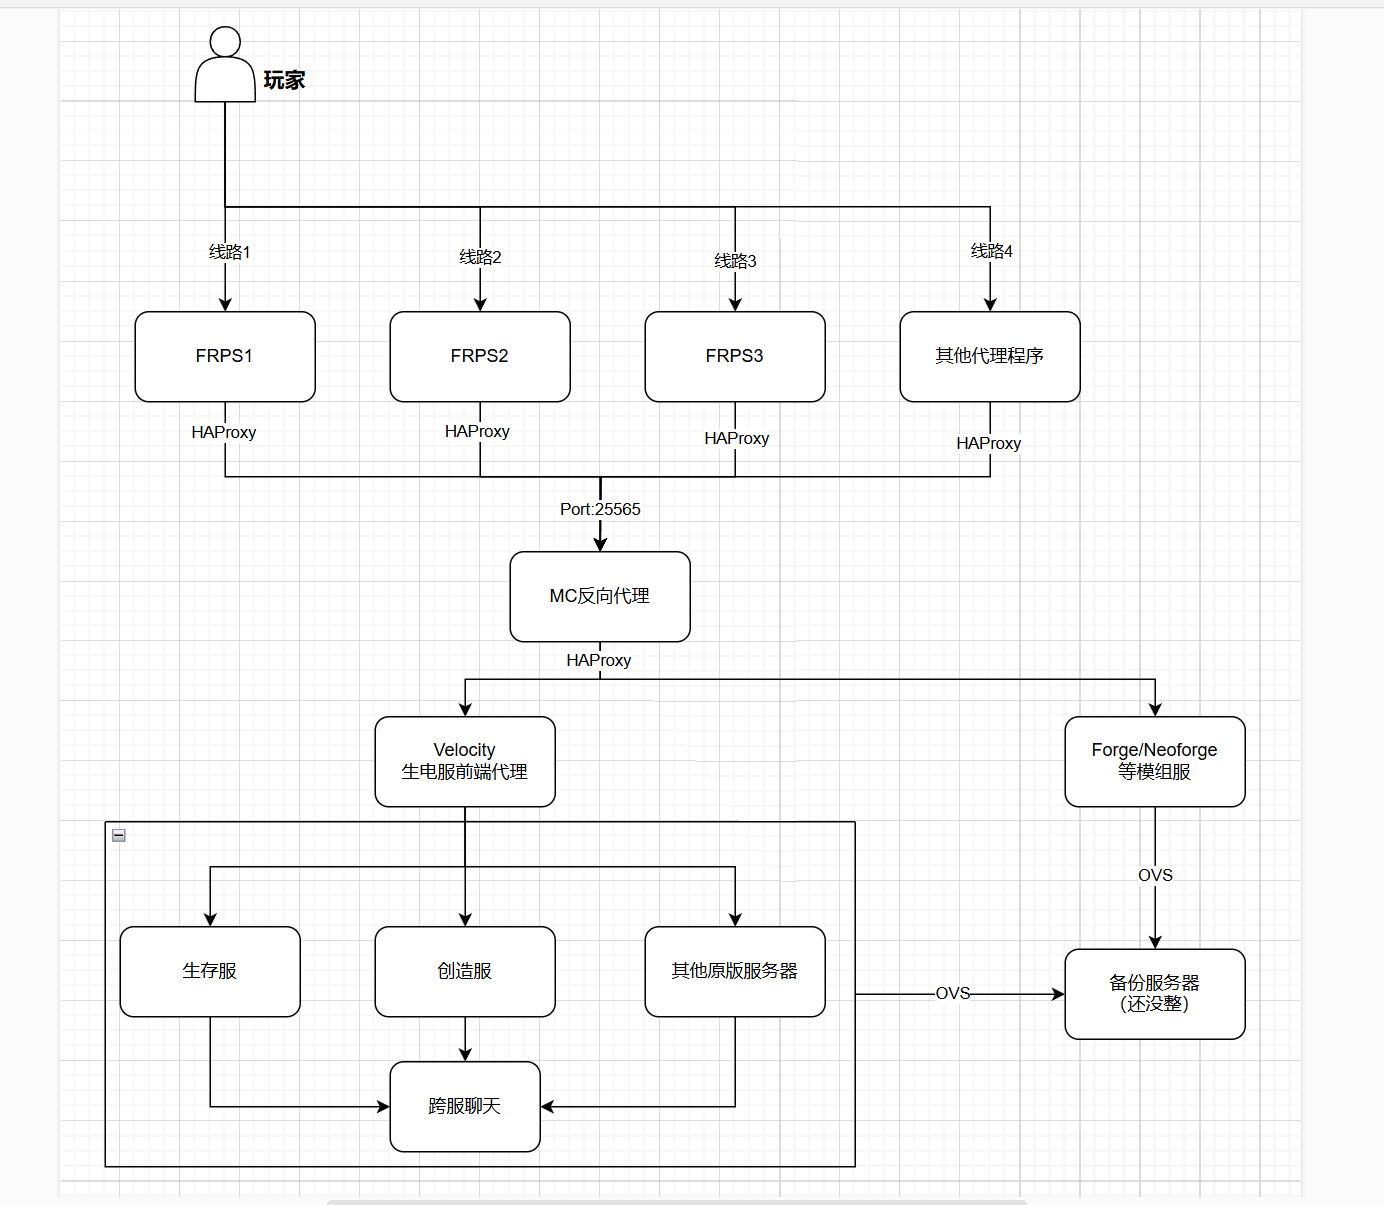 玩家
线路1
线路2
线路3
线路4
FRPS1
FRPS2
FRPS3
其他代理程序
HAProxy
HAProxy
HAProxy
HAProxy
Port:25565
MC反向代理
HAProxy
Velocity
生电服前端代理
Forge/Neoforge
等模组服
OVS
生存服
创造服
其他原版服务器
OVS
备份服务器
（还没整）
跨服聊天